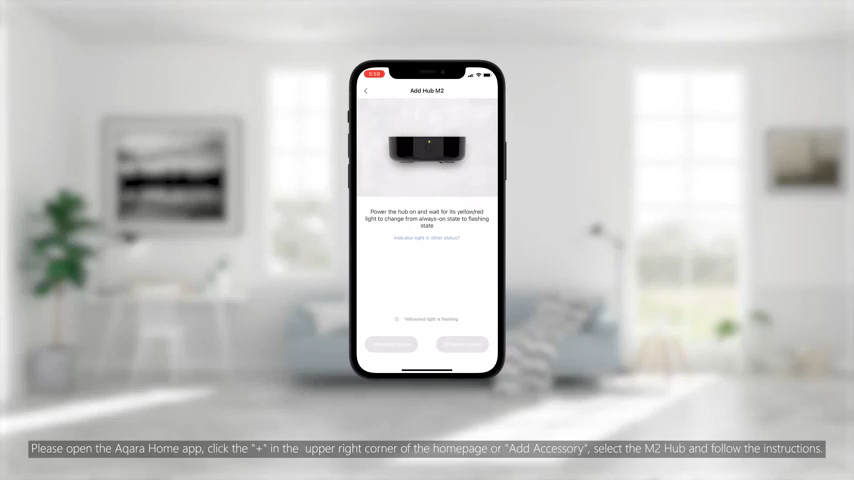 5:59
Add Hub M2
Power the hub on and wait for its yellow/red
light to change from always-on state to flashing
state
Indicator light in other status?
Yellow/red light is flashing
Please open the Aqara Home app, click the "+" in the upper right corner of the homepage or "Add Accessory", select the M2 Hub and follow the instructions.